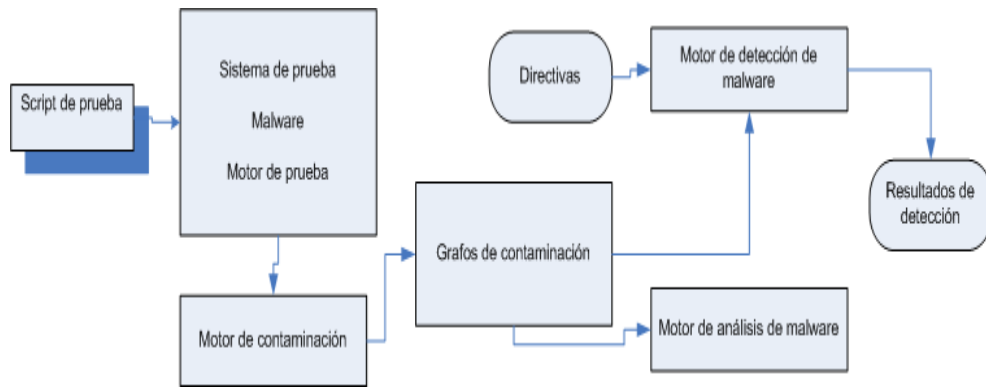 Script de prueba
Sistema de prueba
Malware
Motor de prueba
Motor de contaminación
Grafos de contaminación
Directivas
Motor de detección de
malware
Resultados de
detección
Motor de análisis de malware